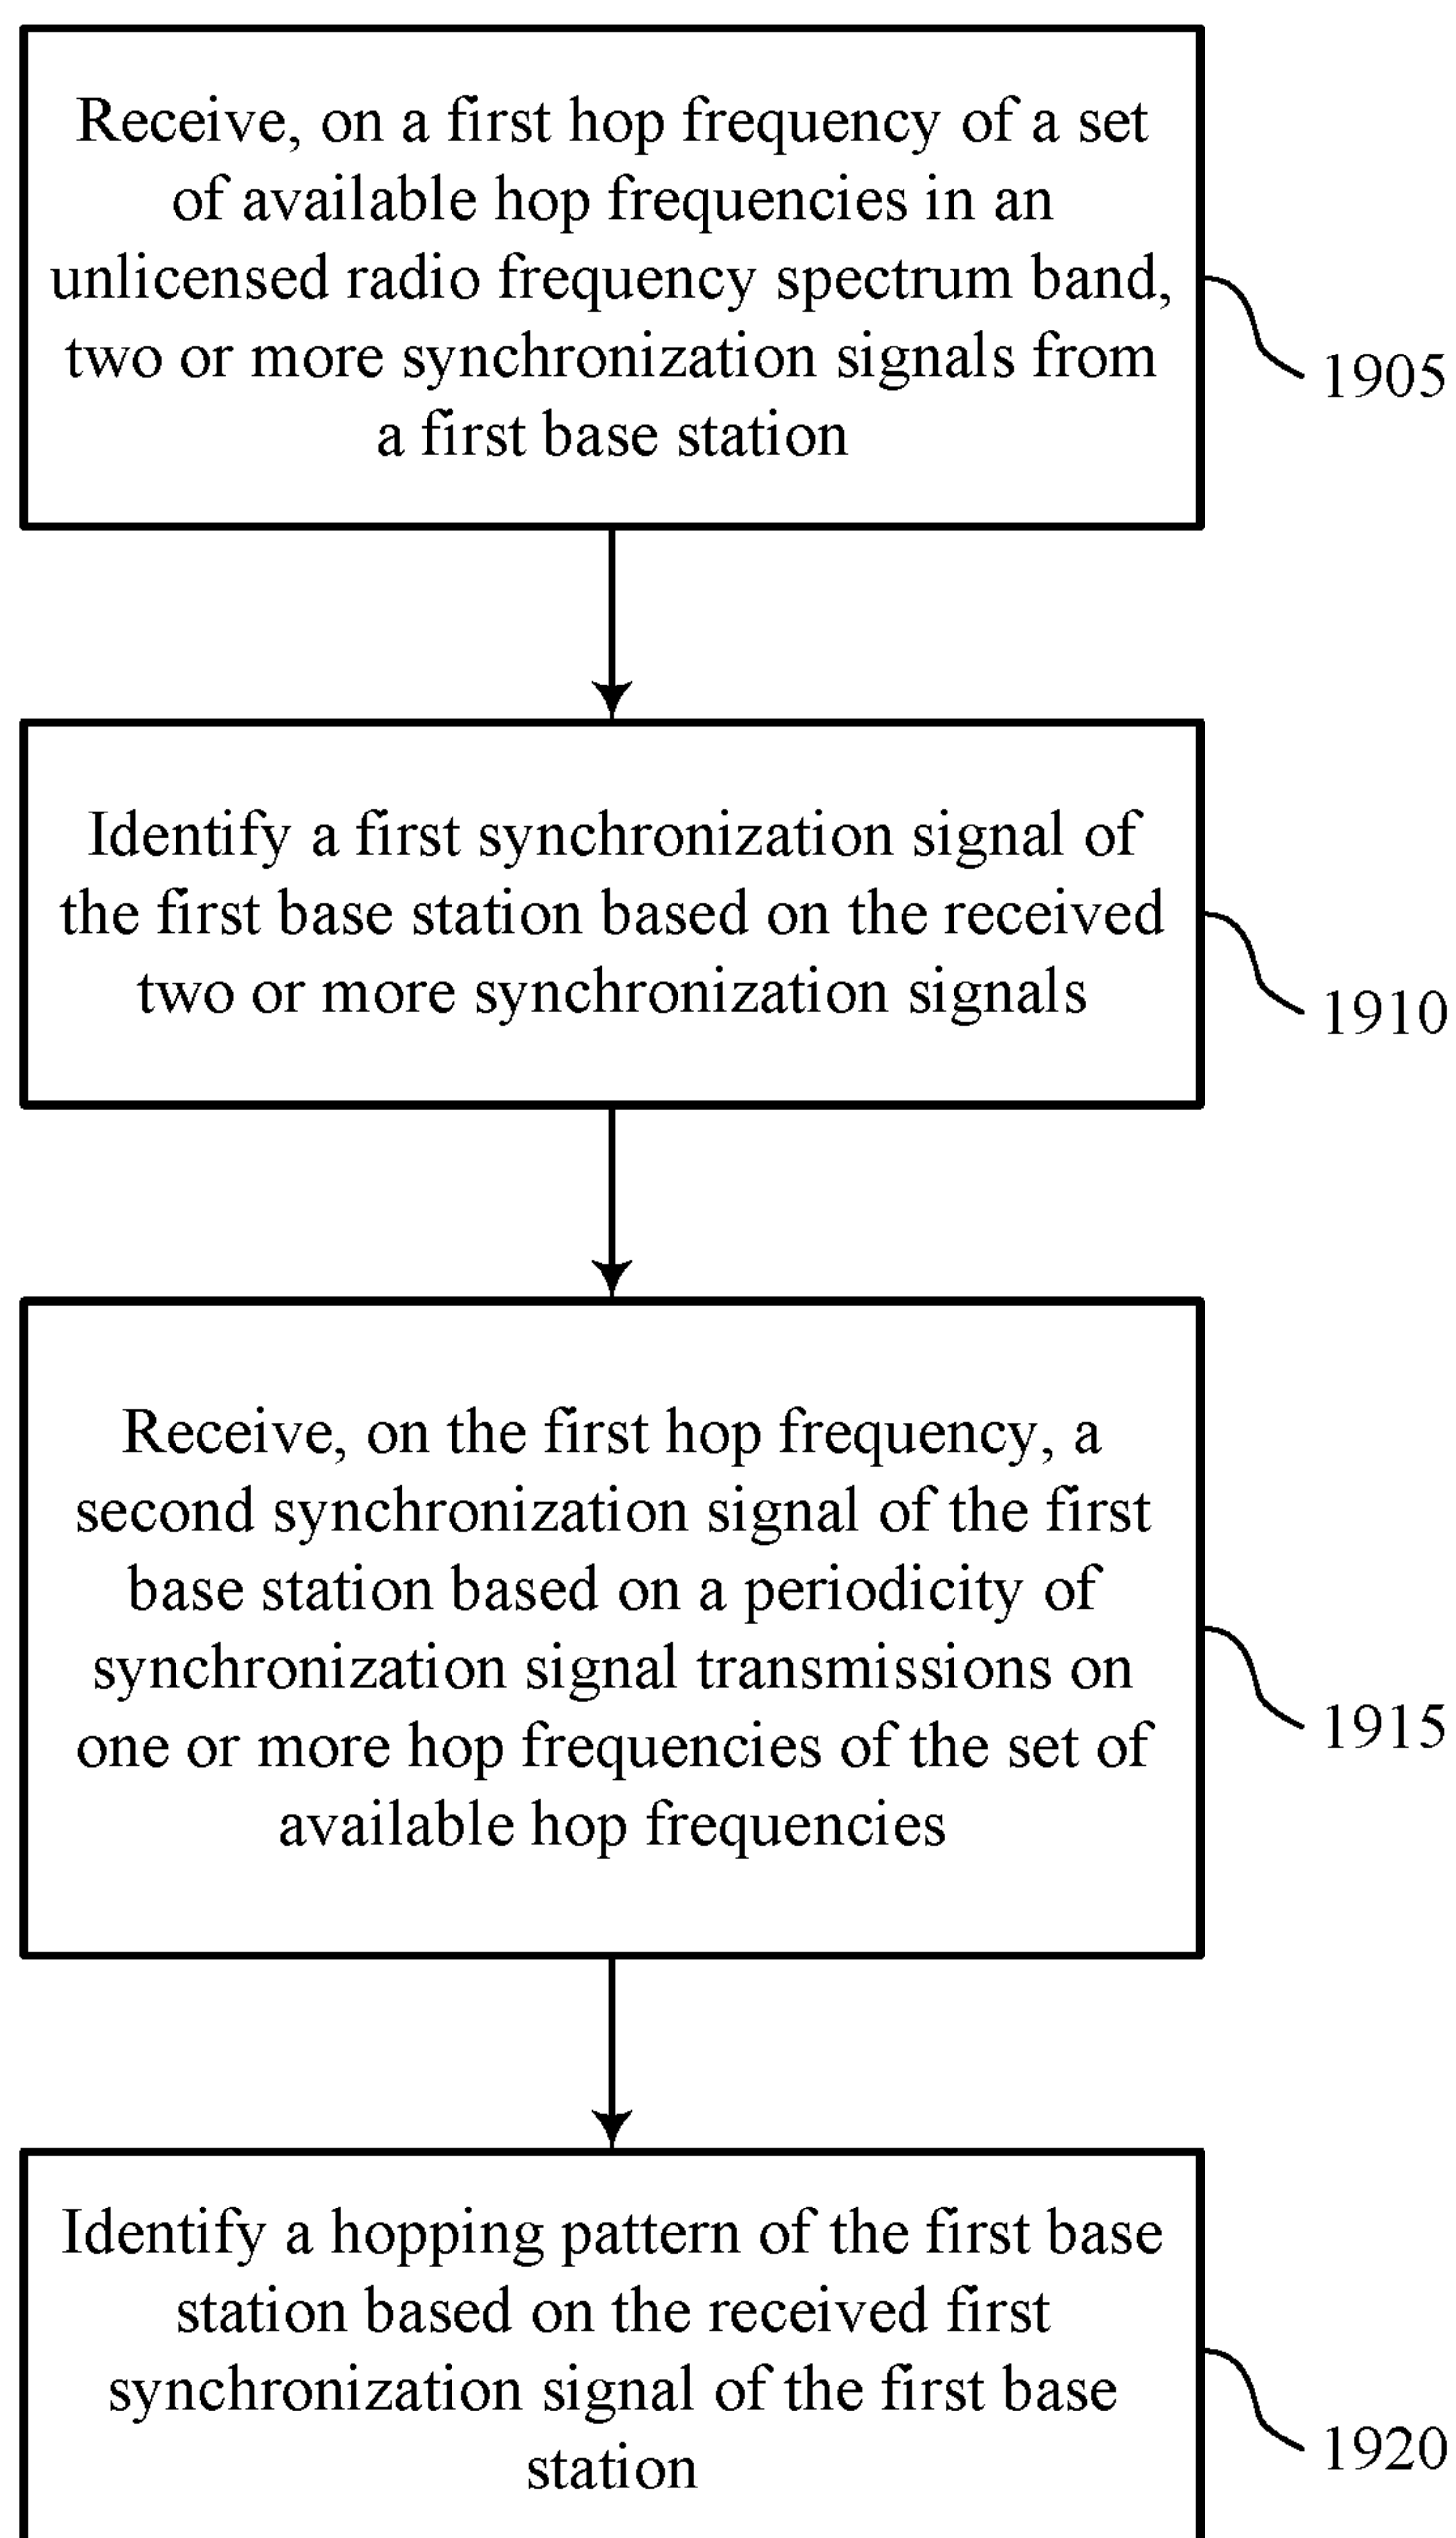 Receive, on a first hop frequency of a set
of available hop frequencies in an
unlicensed radio frequency spectrum band,
two or more synchronization signals from
a first base station
1905
Identify a first synchronization signal of
the first base station based on the received
two or more synchronization signals
1910
Receive, on the first hop frequency, a
second synchronization signal of the first
base station based on a periodicity of
synchronization signal transmissions on
one or more hop frequencies of the set of
available hop frequencies
1915
Identify a hopping pattern of the first base
station based on the received first
synchronization signal of the first base
station
1920